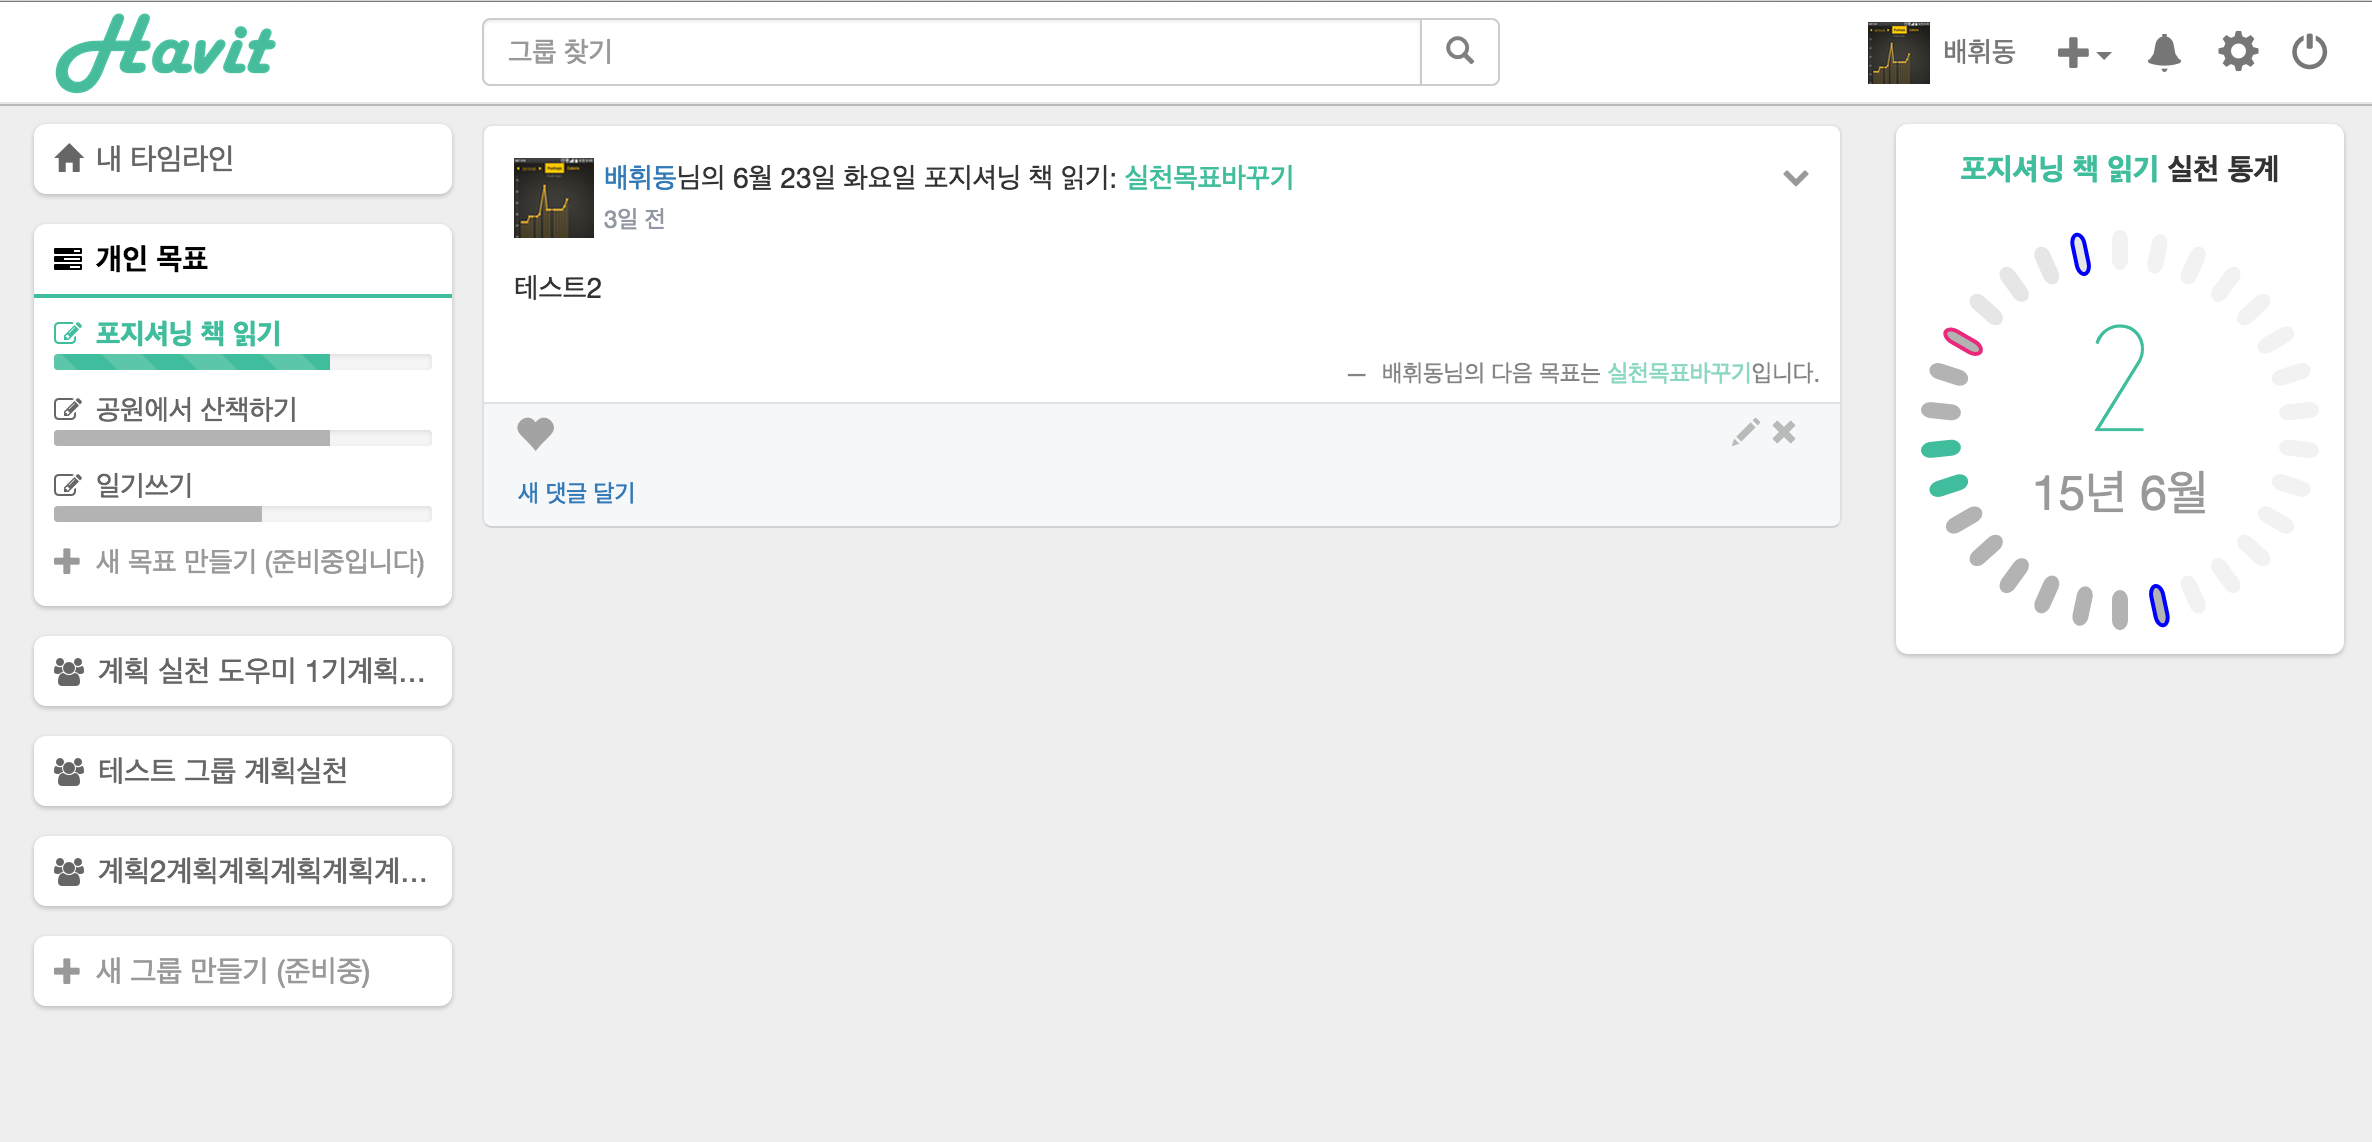 Havit
그룹 찾기
배휘동
내 타임라인
개인 목표
포지셔닝 책 읽기
공원에서 산책하기
일기쓰기
새 목표 만들기 (준비중입니다)
계획 실천 도우미 1기계획...
테스트 그룹 계획실천
계획2계획계획계획계획계...
새 그룹 만들기 (준비중)
배휘동님의 6월 23일 화요일 포지셔닝 책 읽기: 실천목표바꾸기
3일 전
테스트2
— 배휘동님의 다음 목표는 실천목표바꾸기입니다.
새 댓글 달기
포지셔닝 책 읽기 실천 통계
2
15년 6월